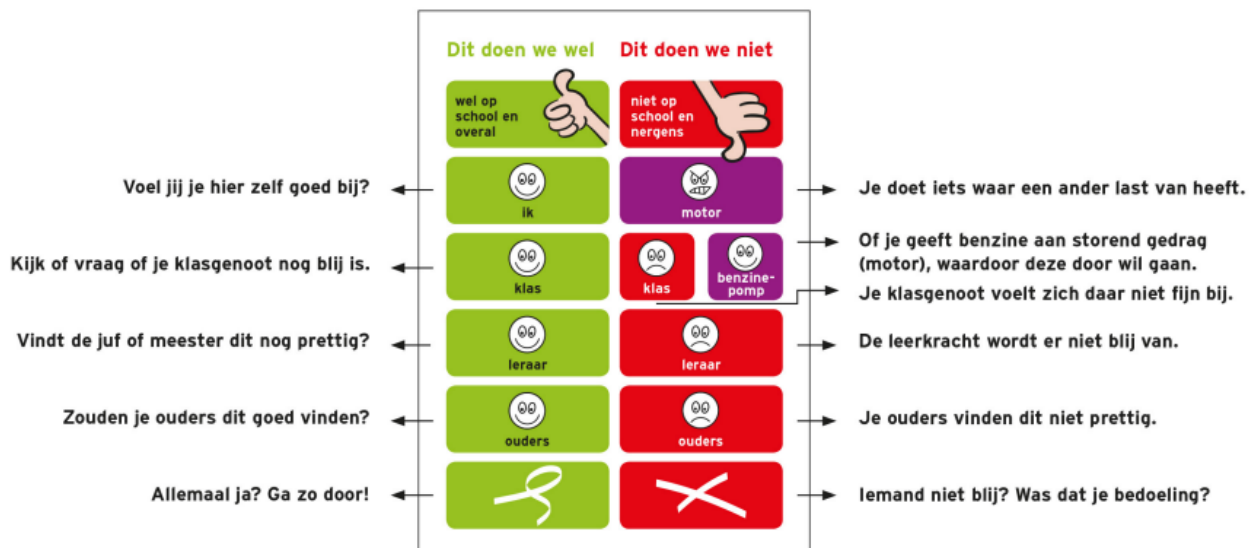 Dit doen we wel Dit doen we niet
wel op
school en
overal
niet op
school en
nergens
Voel jij je hier zelf goed bij?
ik
motor
Je doet iets waar een ander last van heeft.
Kijk of vraag of je klasgenoot nog blij is.
klas
klas
benzine-
pomp
Of je geeft benzine aan storend gedrag
(motor), waardoor deze door wil gaan.
Je klasgenoot voelt zich daar niet fijn bij.
Vindt de juf of meester dit nog prettig?
leraar
leraar
De leerkracht wordt er niet blij van.
Zouden je ouders dit goed vinden?
ouders
ouders
Je ouders vinden dit niet prettig.
Allemaal ja? Ga zo door!
Iemand niet blij? Was dat je bedoeling?